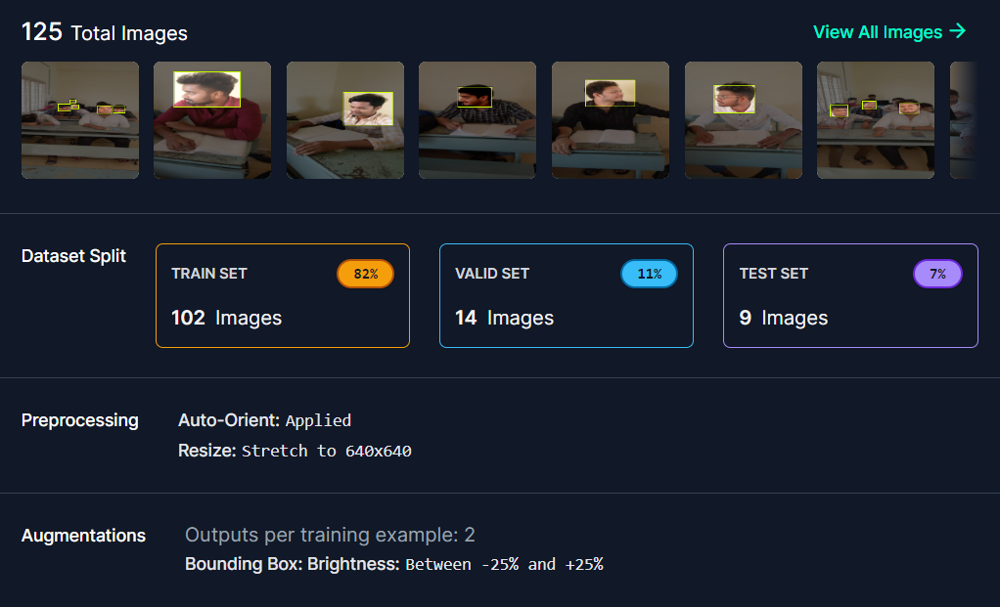 125 Total Images
View All Images →
Dataset Split
TRAIN SET 82%
102 Images
VALID SET 11%
14 Images
TEST SET 7%
9 Images
Preprocessing
Auto-Orient: Applied
Resize: Stretch to 640x640
Augmentations
Outputs per training example: 2
Bounding Box: Brightness: Between -25% and +25%